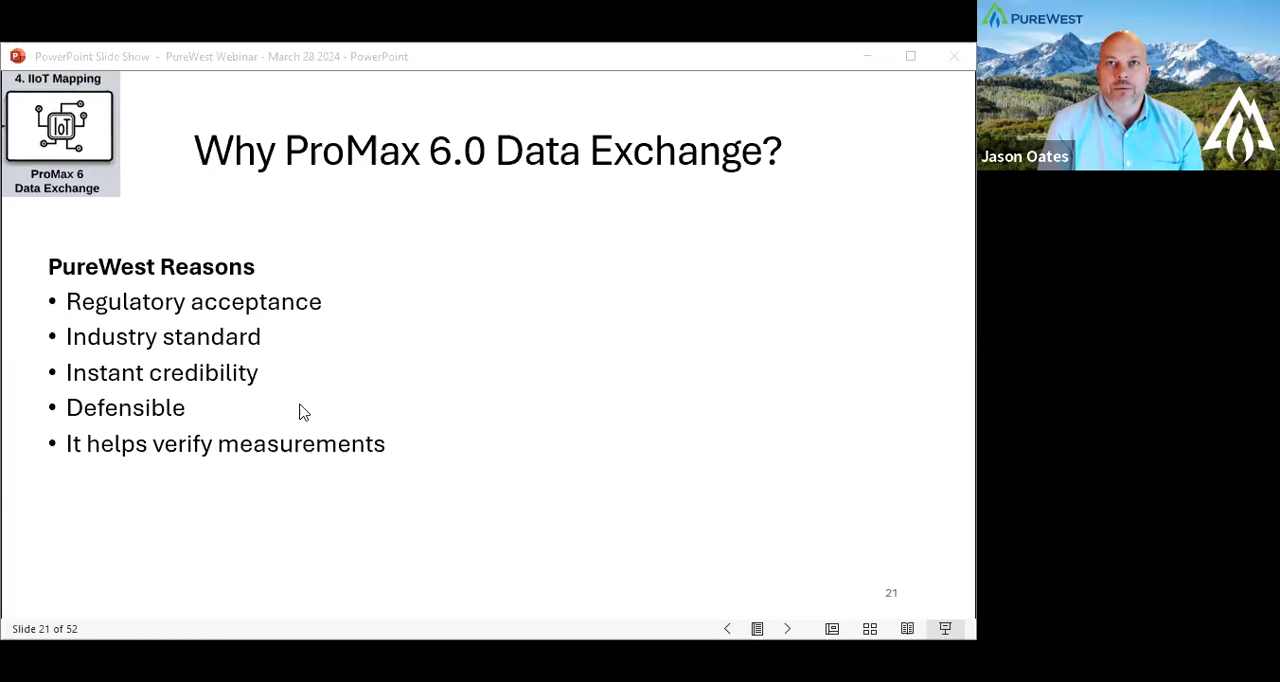 PowerPoint Slide Show - PureWest Webinar - March 28 2024 - PowerPoint
4. IIoT Mapping
IoT
ProMax 6
Data Exchange
Why ProMax 6.0 Data Exchange?
PureWest Reasons
• Regulatory acceptance
• Industry standard
• Instant credibility
• Defensible
• It helps verify measurements
21
Slide 21 of 52
PUREWEST
Jason Oates